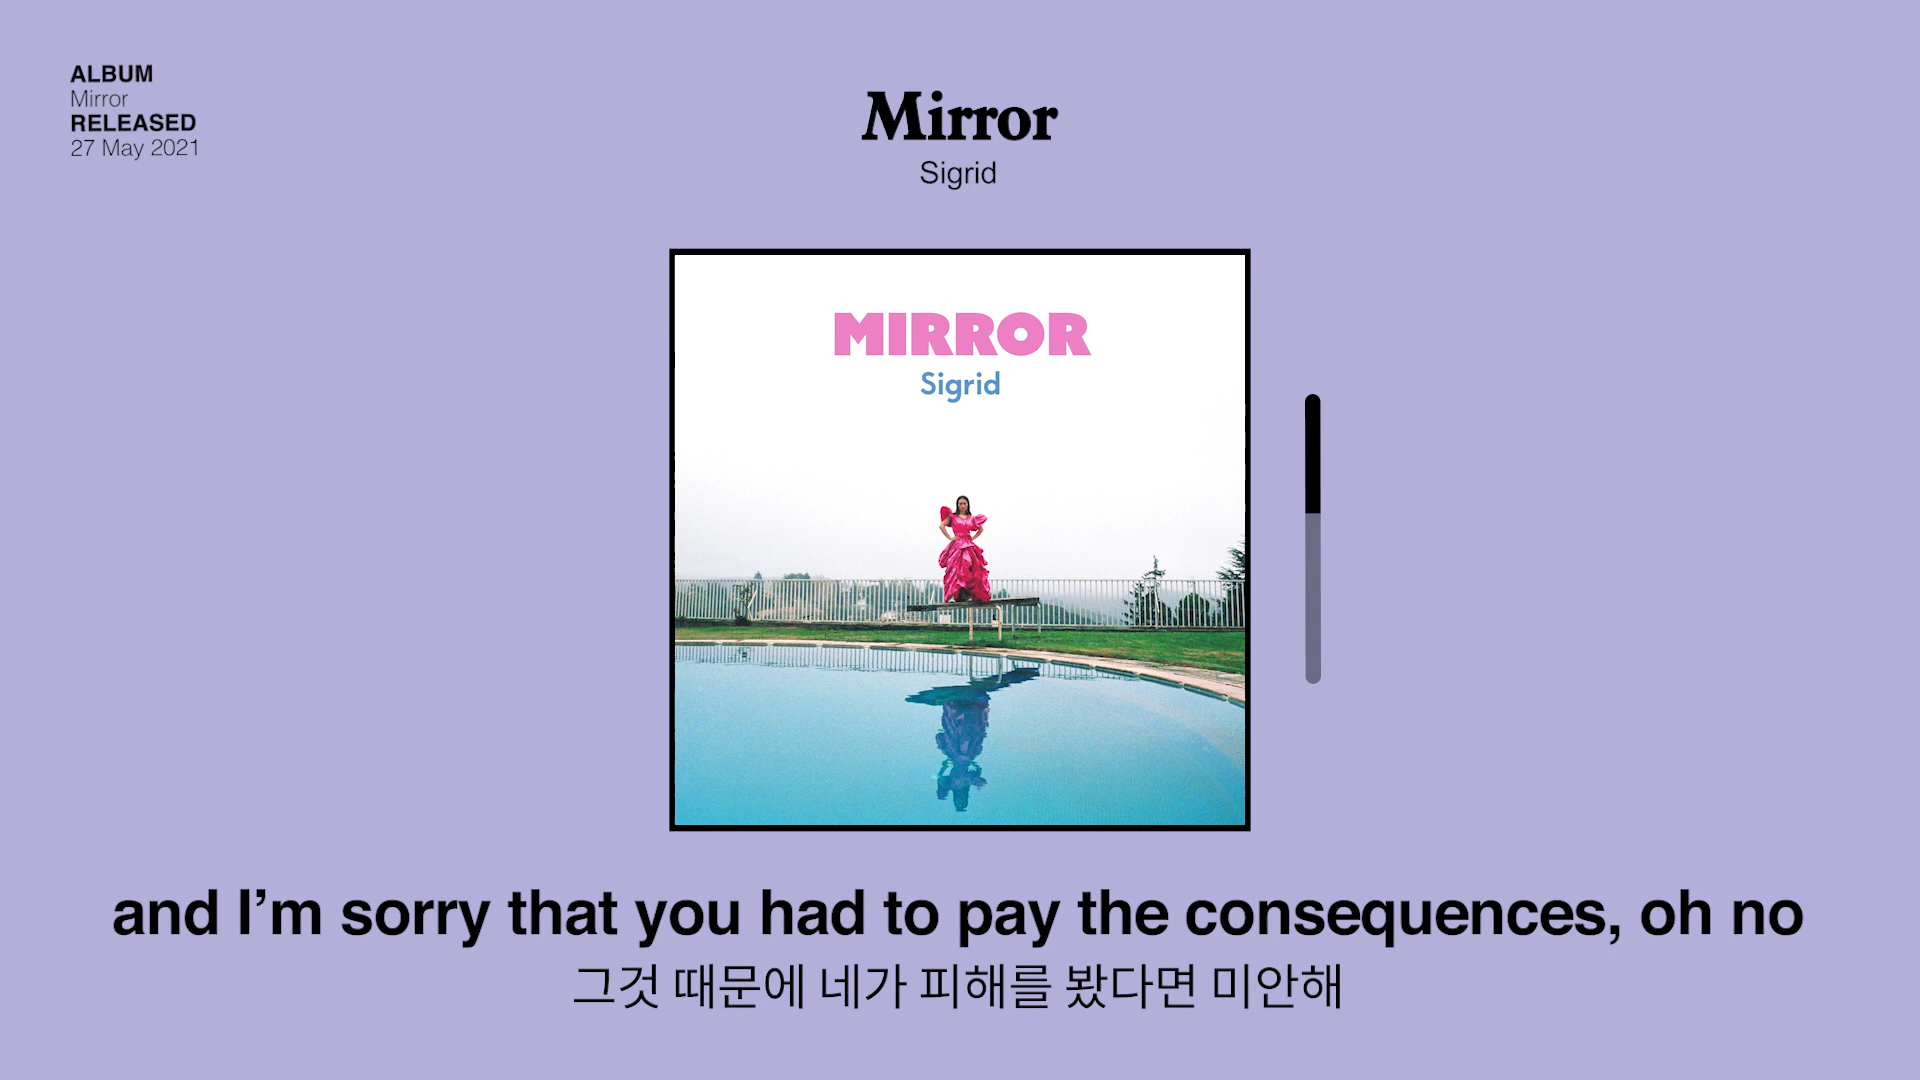 ALBUM
Mirror
RELEASED
27 May 2021
Mirror
Sigrid
MIRROR
Sigrid
and I’m sorry that you had to pay the consequences, oh no
그것 때문에 네가 피해를 봤다면 미안해